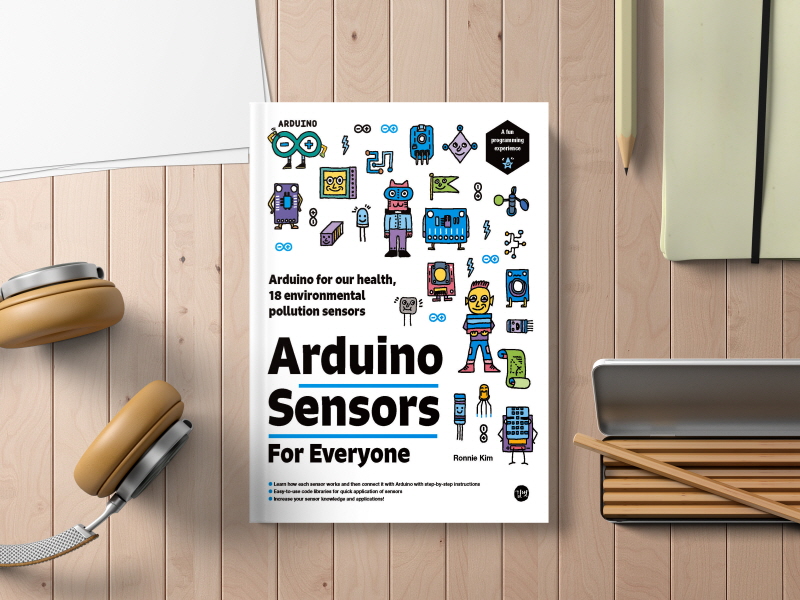 ARDUINO
A fun
programming
experience
Arduino for our health,
18 environmental
pollution sensors
Arduino
Sensors
For Everyone
Ronnie Kim
Learn how each sensor works and then connect it with Arduino with step-by-step instructions
Easy-to-use code libraries for quick application of sensors
Increase your sensor knowledge and applications!